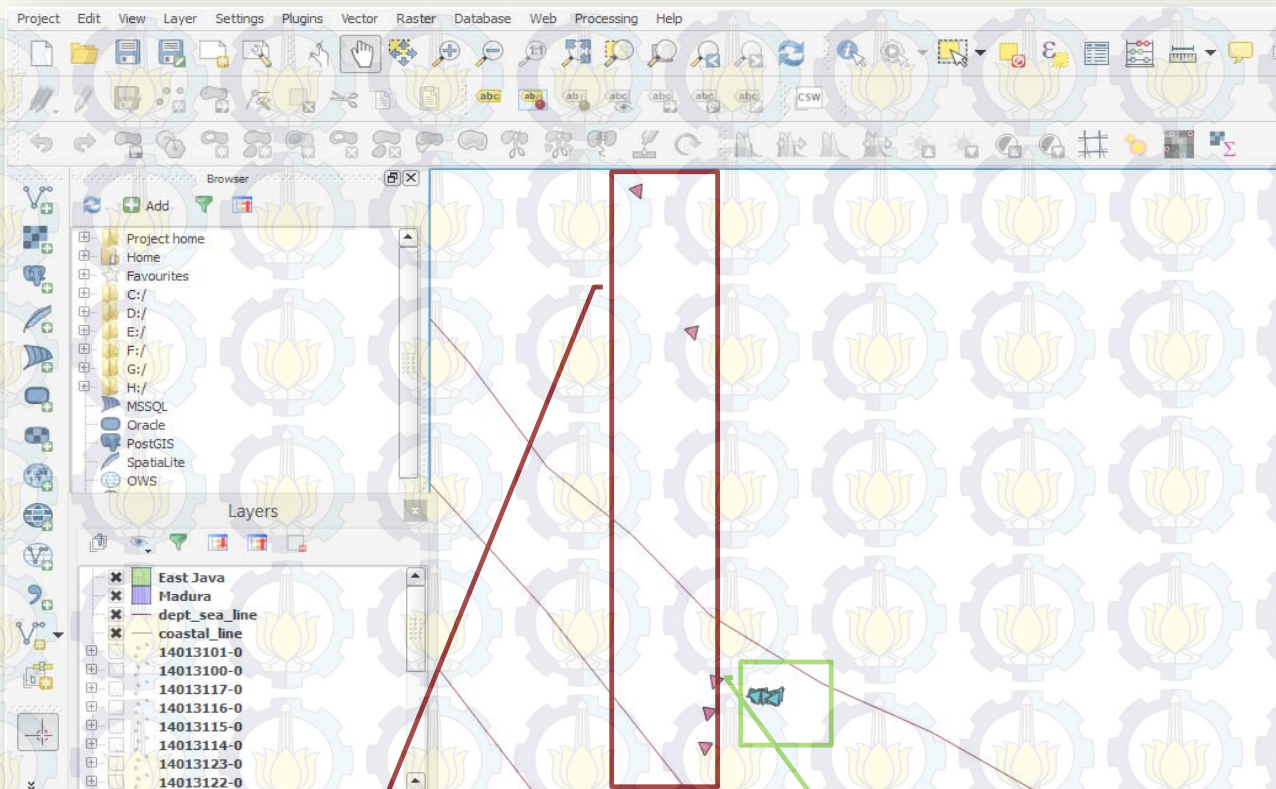 Project Edit View Layer Settings Plugins Vector Raster Database Web Processing Help
abc
CSW
Browser
Add
Project home
Home
Favourites
C:/
D:/
E:/
F:/
G:/
H:/
MSSQL
Oracle
PostGIS
SpatiaLite
OWS
Layers
East Java
Madura
dept_sea_line
coastal_line
14013101-0
14013100-0
14013117-0
14013116-0
14013115-0
14013114-0
14013123-0
14013122-0